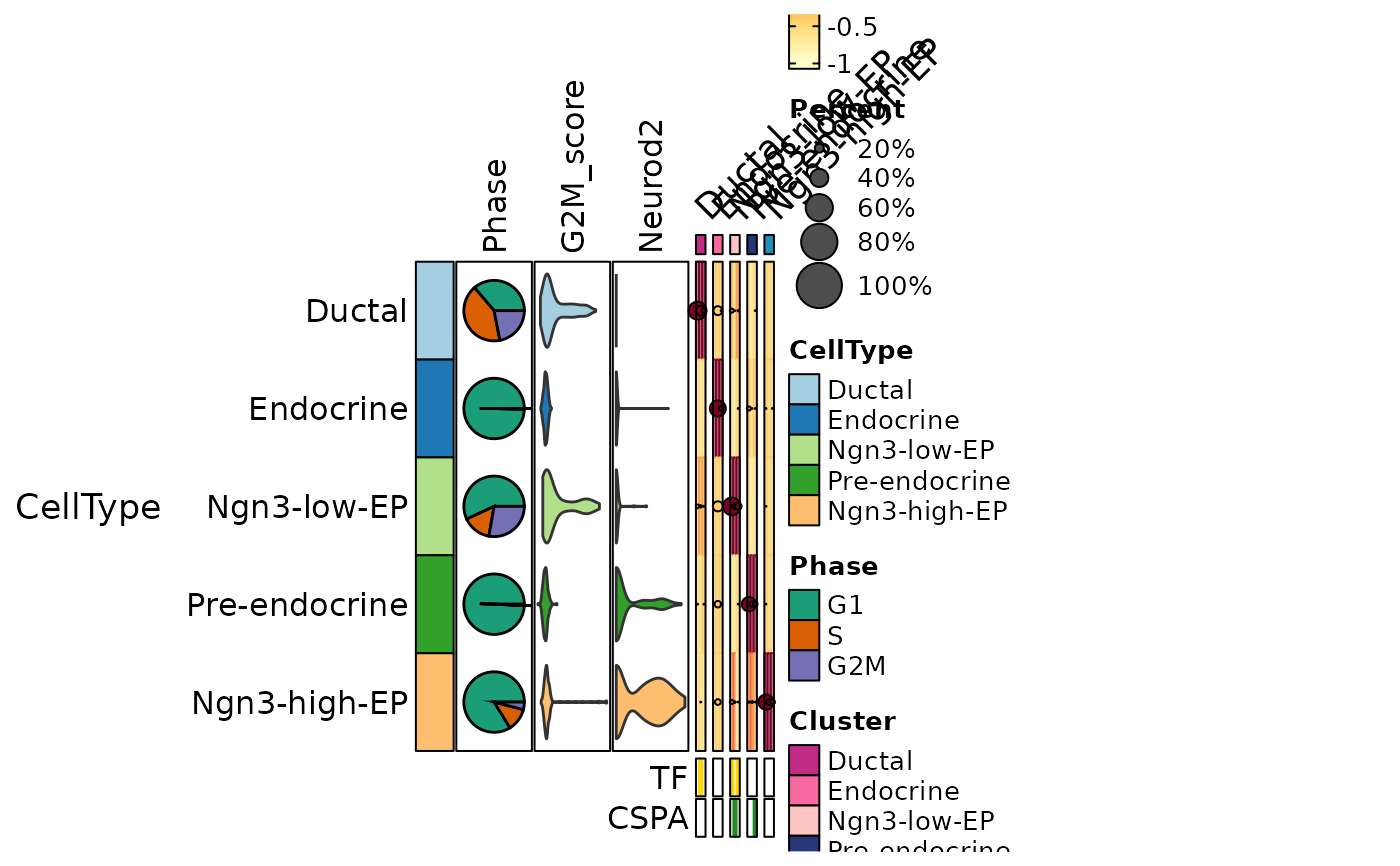 -0.5
-1
Percent
20%
40%
60%
80%
100%
Phase
G2M_score
Neurod2
Ductal
Endocrine
Ngn3-low-EP
Pre-endocrine
Ngn3-high-EP
CellType
Ductal
Endocrine
Ngn3-low-EP
Pre-endocrine
Ngn3-high-EP
TF
CSPA
CellType
Ductal
Endocrine
Ngn3-low-EP
Pre-endocrine
Ngn3-high-EP
Phase
G1
S
G2M
Cluster
Ductal
Endocrine
Ngn3-low-EP
Pre-endocrine